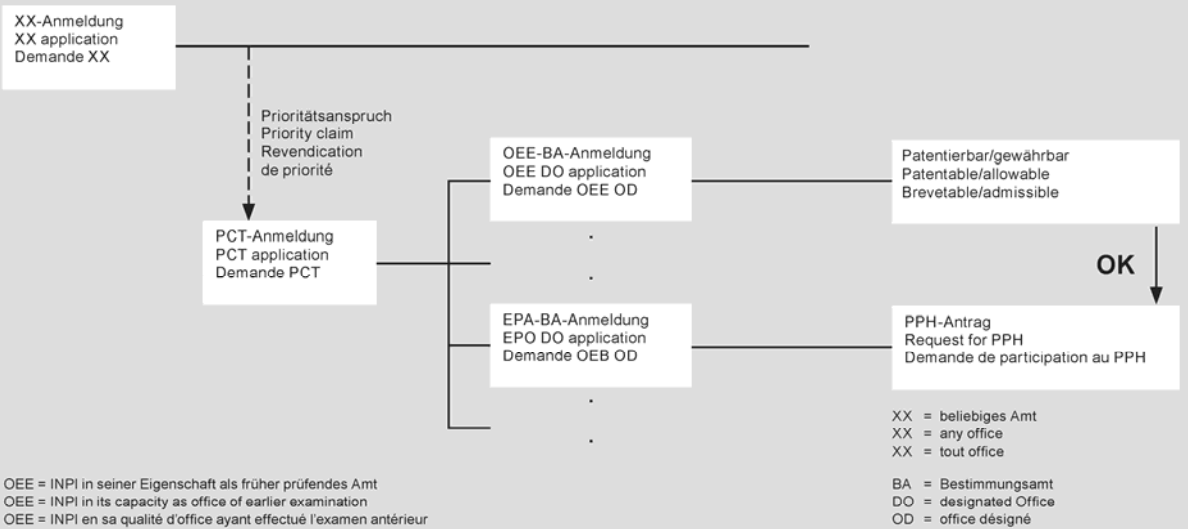 XX-Anmeldung
XX application
Demande XX
Prioritätsanspruch
Priority claim
Revendication
de priorité
PCT-Anmeldung
PCT application
Demande PCT
OEE-BA-Anmeldung
OEE DO application
Demande OEE OD
EPA-BA-Anmeldung
EPO DO application
Demande OEB OD
Patentierbar/gewährbar
Patentable/allowable
Brevetable/admissible
OK
PPH-Antrag
Request for PPH
Demande de participation au PPH
XX = beliebiges Amt
XX = any office
XX = tout office
BA = Bestimmungsamt
DO = designated Office
OD = office désigné
OEE = INPI in seiner Eigenschaft als früher prüfendes Amt
OEE = INPI in its capacity as office of earlier examination
OEE = INPI en sa qualité d'office ayant effectué l'examen antérieur